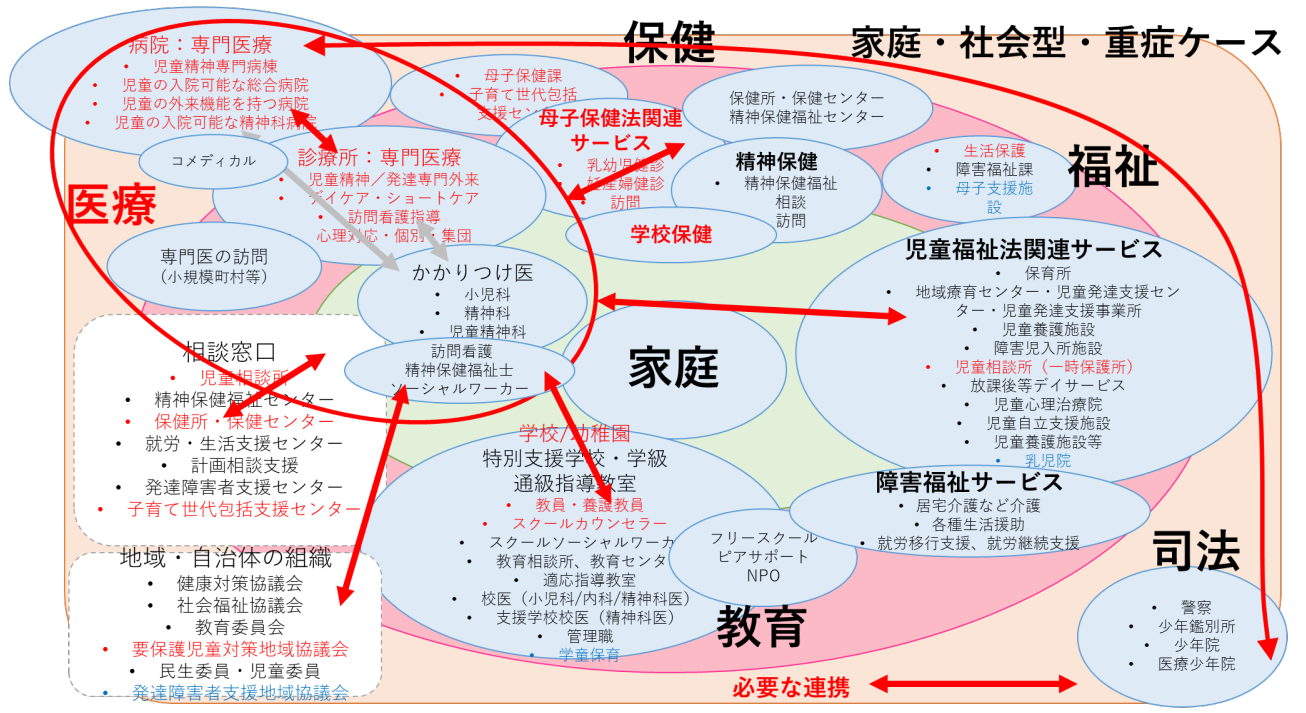 保健
家庭・社会型・重症ケース
病院：専門医療
• 児童精神専門病棟
• 児童の入院可能な総合病院
• 児童の外来機能を持つ病院
• 児童の入院可能な精神科病院
コメディカル
診療所：専門医療
• 児童精神／発達専門外来
• デイケア・ショートケア
• 訪問看護指導
• 心理対応・個別・集団
医療
専門医の訪問
（小規模町村等）
かかりつけ医
• 小児科
• 精神科
• 児童精神科
訪問看護
精神保健福祉士
ソーシャルワーカー
• 母子保健課
• 子育て世代包括
支援セン
母子保健法関連
サービス
• 乳幼児健診
• 妊産婦健診
• 訪問
保健所・保健センター
精神保健福祉センター
精神保健
• 精神保健福祉
相談
訪問
学校保健
• 生活保護
• 障害福祉課
• 母子支援施
設
福祉
児童福祉法関連サービス
• 保育所
• 地域療育センター・児童発達支援セン
ター・児童発達支援事業所
• 児童養護施設
• 障害児入所施設
• 児童相談所（一時保護所）
• 放課後等デイサービス
• 児童心理治療院
• 児童自立支援施設
• 児童養護施設等
• 乳児院
家庭
相談窓口
• 児童相談所
• 精神保健福祉センター
• 保健所・保健センター
• 就労・生活支援センター
• 計画相談支援
• 発達障害者支援センター
• 子育て世代包括支援センター
地域・自治体の組織
• 健康対策協議会
• 社会福祉協議会
• 教育委員会
• 要保護児童対策地域協議会
• 民生委員・児童委員
• 発達障害者支援地域協議会
学校/幼稚園
特別支援学校・学級
通級指導教室
• 教員・養護教員
• スクールカウンセラー
• スクールソーシャルワーカ
• 教育相談所、教育センタ
• 適応指導教室
• 校医（小児科/内科/精神科医）
• 支援学校校医（精神科医）
• 管理職
• 学童保育
フリースクール
ピアサポート
NPO
教育
障害福祉サービス
• 居宅介護など介護
• 各種生活援助
• 就労移行支援、就労継続支援
司法
• 警察
• 少年鑑別所
• 少年院
• 医療少年院
必要な連携